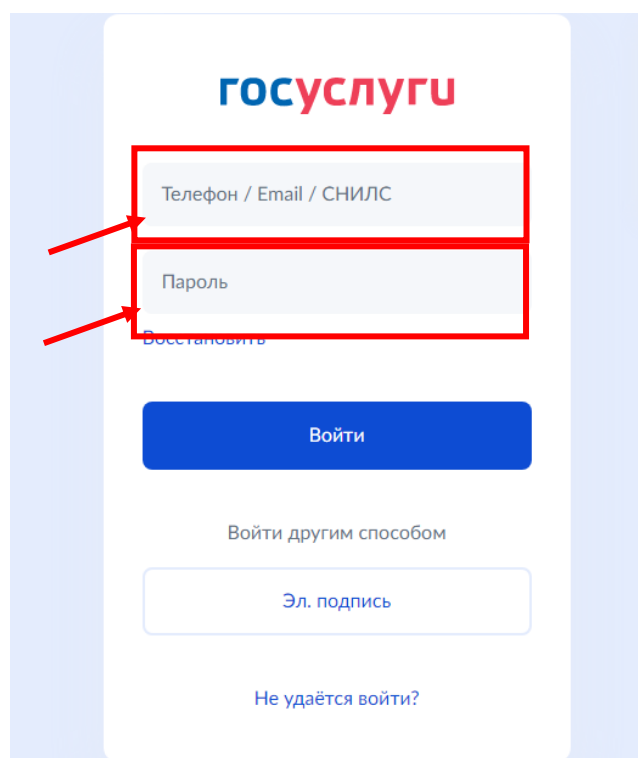 госуслуги
Телефон / Email / СНИЛС
Пароль
Восстановить
Войти
Войти другим способом
Эл. подпись
Не удаётся войти?